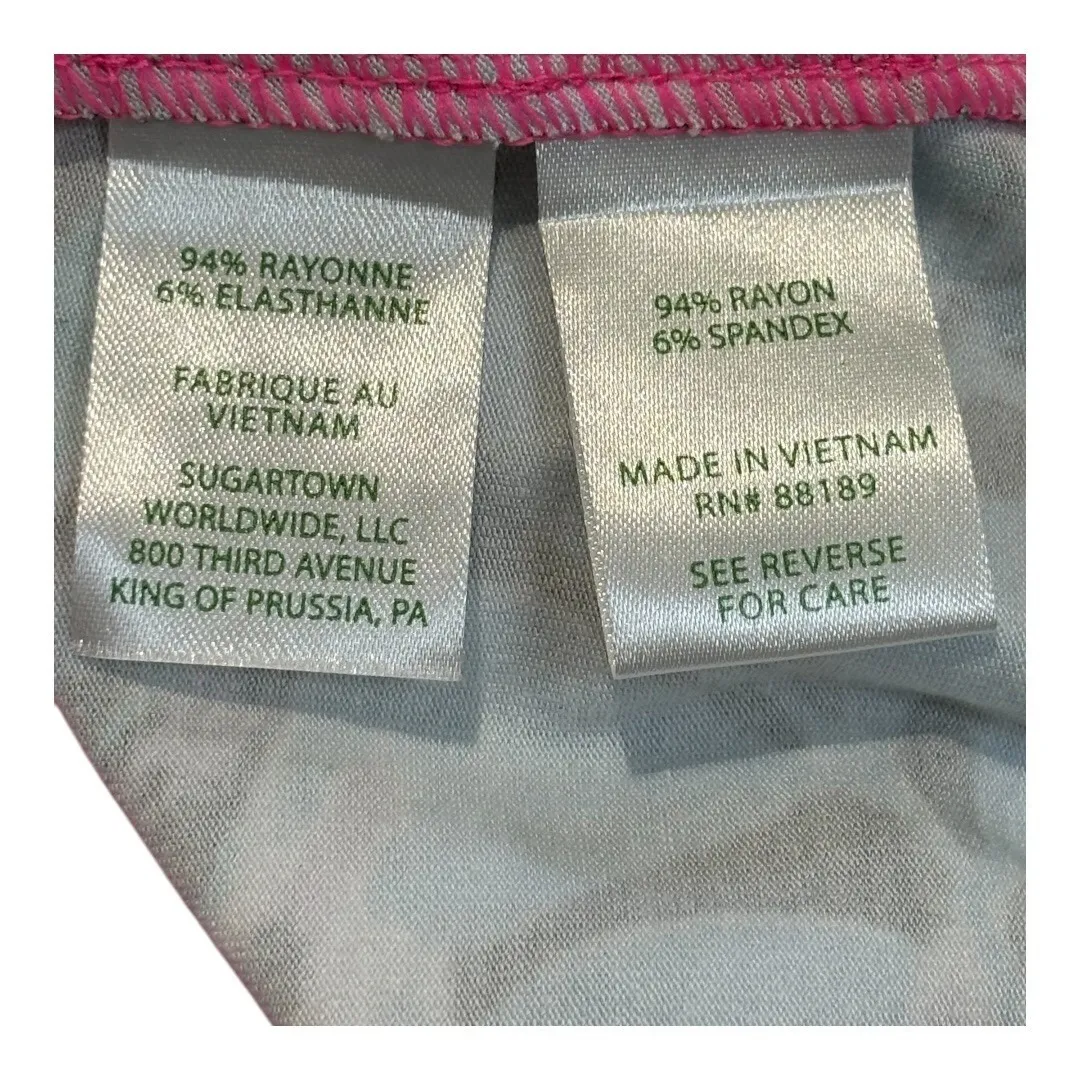 94% RAYONNE
6% ELASTHANNE
FABRIQUE AU
VIETNAM
SUGARTOWN
WORLDWIDE, LLC
800 THIRD AVENUE
KING OF PRUSSIA, PA
94% RAYON
6% SPANDEX
MADE IN VIETNAM
RN# 88189
SEE REVERSE
FOR CARE